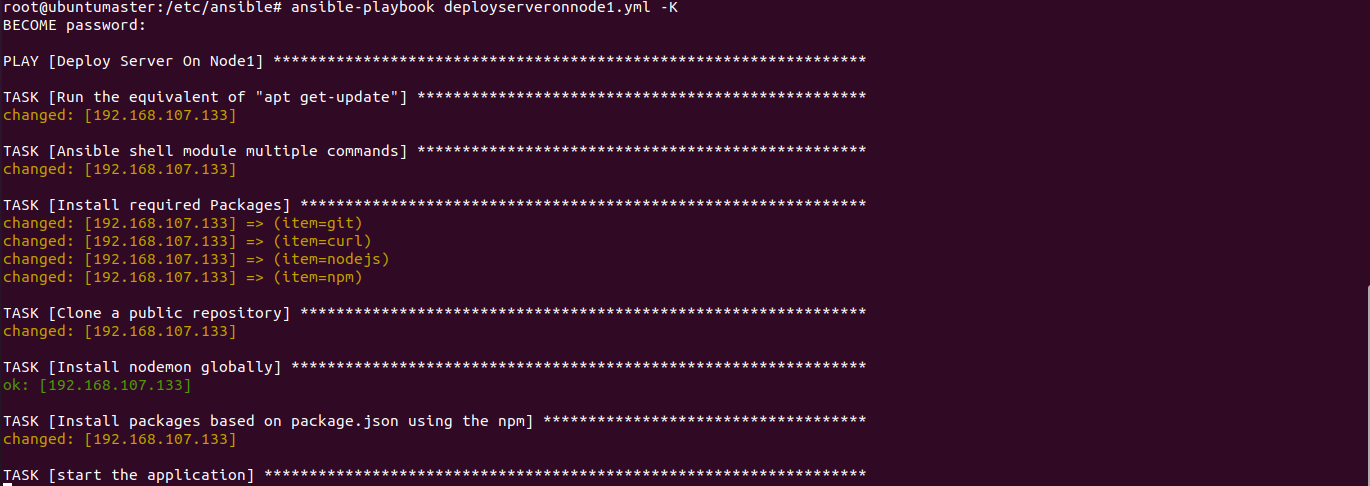 root@ubuntumaster:/etc/ansible# ansible-playbook deployserveronnode1.yml -K
BECOME password:
PLAY [Deploy Server On Node1] ******************************************************************
TASK [Run the equivalent of "apt get-update"] **************************************************
changed: [192.168.107.133]
TASK [Ansible shell module multiple commands] **************************************************
changed: [192.168.107.133]
TASK [Install required Packages] ***************************************************************
changed: [192.168.107.133] => (item=git)
changed: [192.168.107.133] => (item=curl)
changed: [192.168.107.133] => (item=nodejs)
changed: [192.168.107.133] => (item=npm)
TASK [Clone a public repository] ***************************************************************
changed: [192.168.107.133]
TASK [Install nodemon globally] ****************************************************************
ok: [192.168.107.133]
TASK [Install packages based on package.json using the npm] ************************************
changed: [192.168.107.133]
TASK [start the application] *******************************************************************